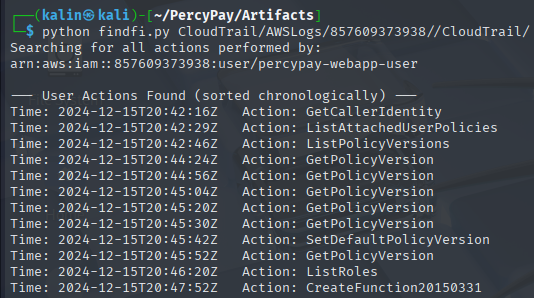 ┌──(kalin㉿kali)-[~/PercyPay/Artifacts]
└─$ python findfi.py CloudTrail/AWSLogs/857609373938//CloudTrail/
Searching for all actions performed by:
arn:aws:iam::857609373938:user/percypay-webapp-user
─── User Actions Found (sorted chronologically) ───
Time: 2024-12-15T20:42:16Z Action: GetCallerIdentity
Time: 2024-12-15T20:42:29Z Action: ListAttachedUserPolicies
Time: 2024-12-15T20:42:46Z Action: ListPolicyVersions
Time: 2024-12-15T20:44:24Z Action: GetPolicyVersion
Time: 2024-12-15T20:44:56Z Action: GetPolicyVersion
Time: 2024-12-15T20:45:04Z Action: GetPolicyVersion
Time: 2024-12-15T20:45:20Z Action: GetPolicyVersion
Time: 2024-12-15T20:45:30Z Action: GetPolicyVersion
Time: 2024-12-15T20:45:42Z Action: SetDefaultPolicyVersion
Time: 2024-12-15T20:45:52Z Action: GetPolicyVersion
Time: 2024-12-15T20:46:20Z Action: ListRoles
Time: 2024-12-15T20:47:52Z Action: CreateFunction20150331